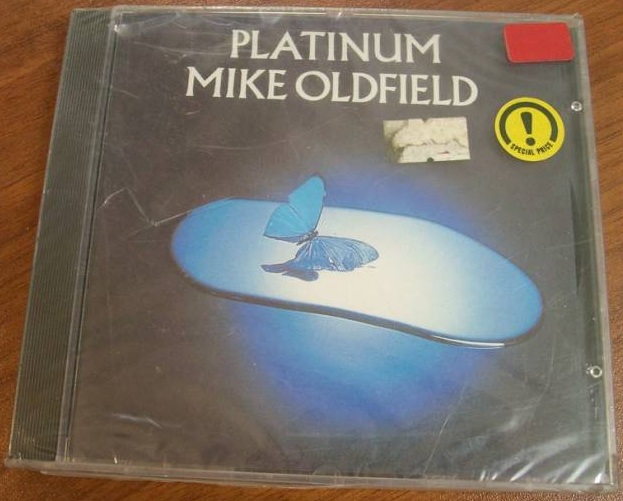 PLATINUM
MIKE OLDFIELD
!
SPECIAL PRICE